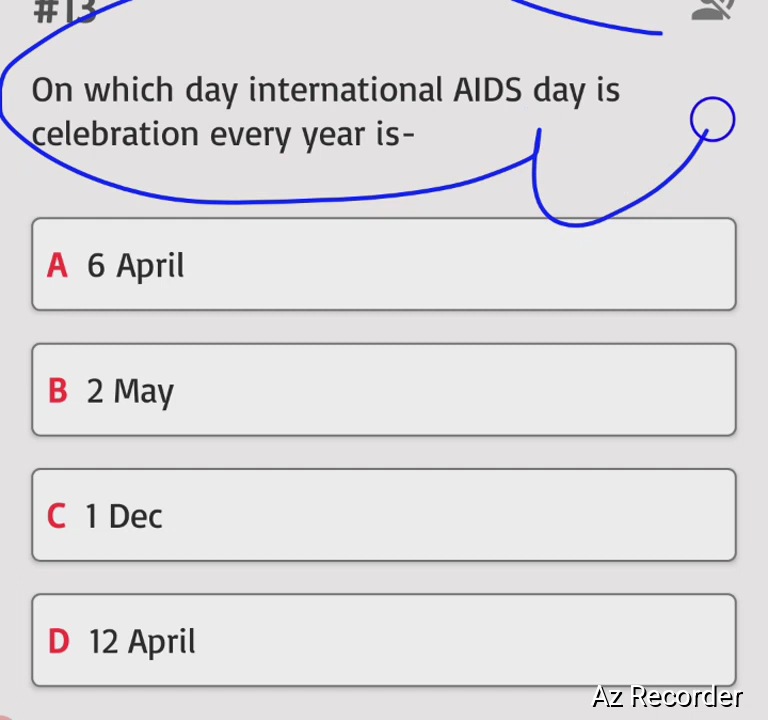 #13
On which day international AIDS day is
celebration every year is-
A 6 April
B 2 May
C 1 Dec
D 12 April
Az Recorder